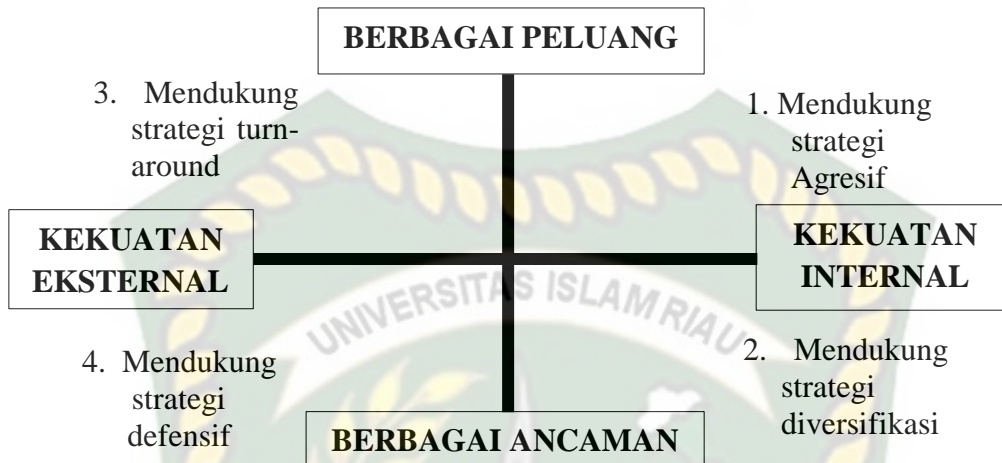 BERBAGAI PELUANG
3. Mendukung
strategi turn-
around
1. Mendukung
strategi
Agresif
KEKUATAN
EKSTERNAL
KEKUATAN
INTERNAL
UNIVERSITAS ISLAM RIAU
4. Mendukung
strategi
defensif
2. Mendukung
strategi
diversifikasi
BERBAGAI ANCAMAN